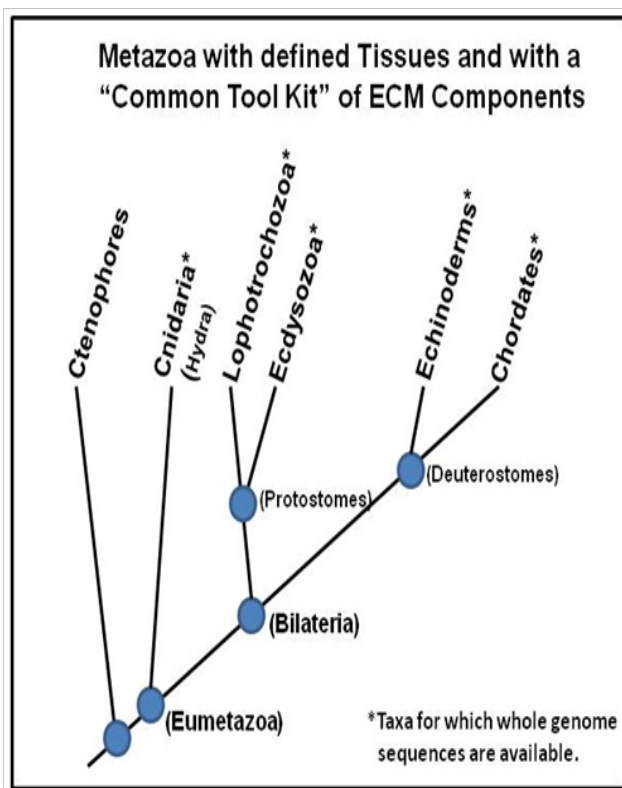 Metazoa with defined Tissues and with a
“Common Tool Kit” of ECM Components
Ctenophores
Cnidaria*
(Hydra)
Lophotrochozoa*
Ecdysozoa*
Echinoderms*
Chordates*
(Protostomes)
(Deuterostomes)
(Bilateria)
(Eumetazoa)
*Taxa for which whole genome
sequences are available.